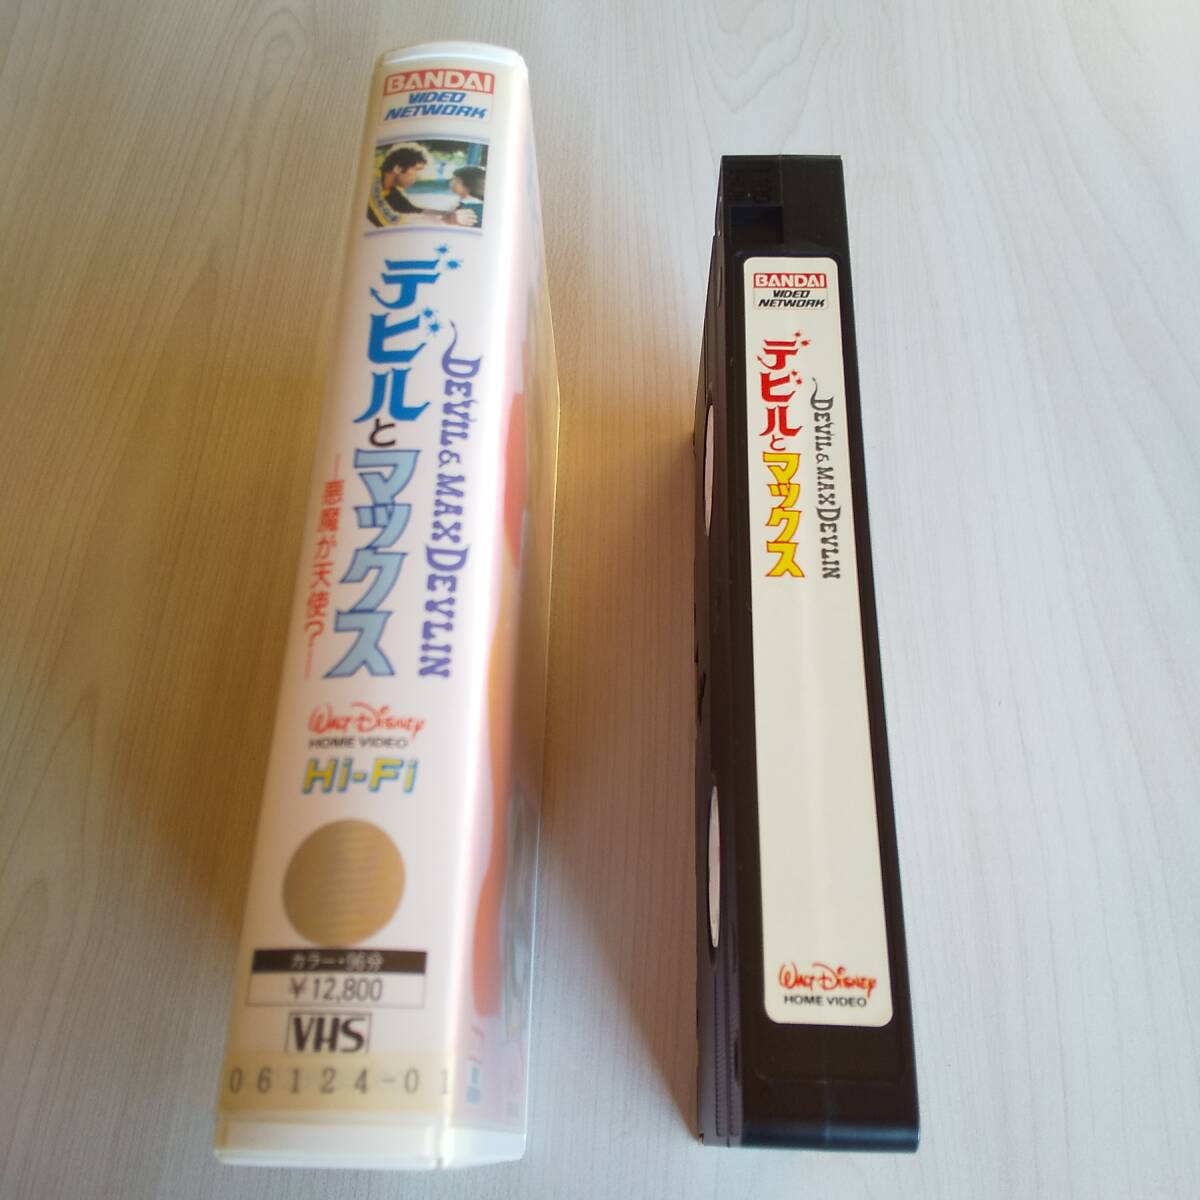 BANDAI
VIDEO
NETWORK
デビルとマックス
DEVIL & MAX DEVLIN
―悪魔が天使?―
WALT DISNEY
HOME VIDEO
Hi-Fi
カラー・96分
¥12,800
VHS
06124-01
BANDAI
VIDEO
NETWORK
デビルとマックス
DEVIL & MAX DEVLIN
WALT DISNEY
HOME VIDEO